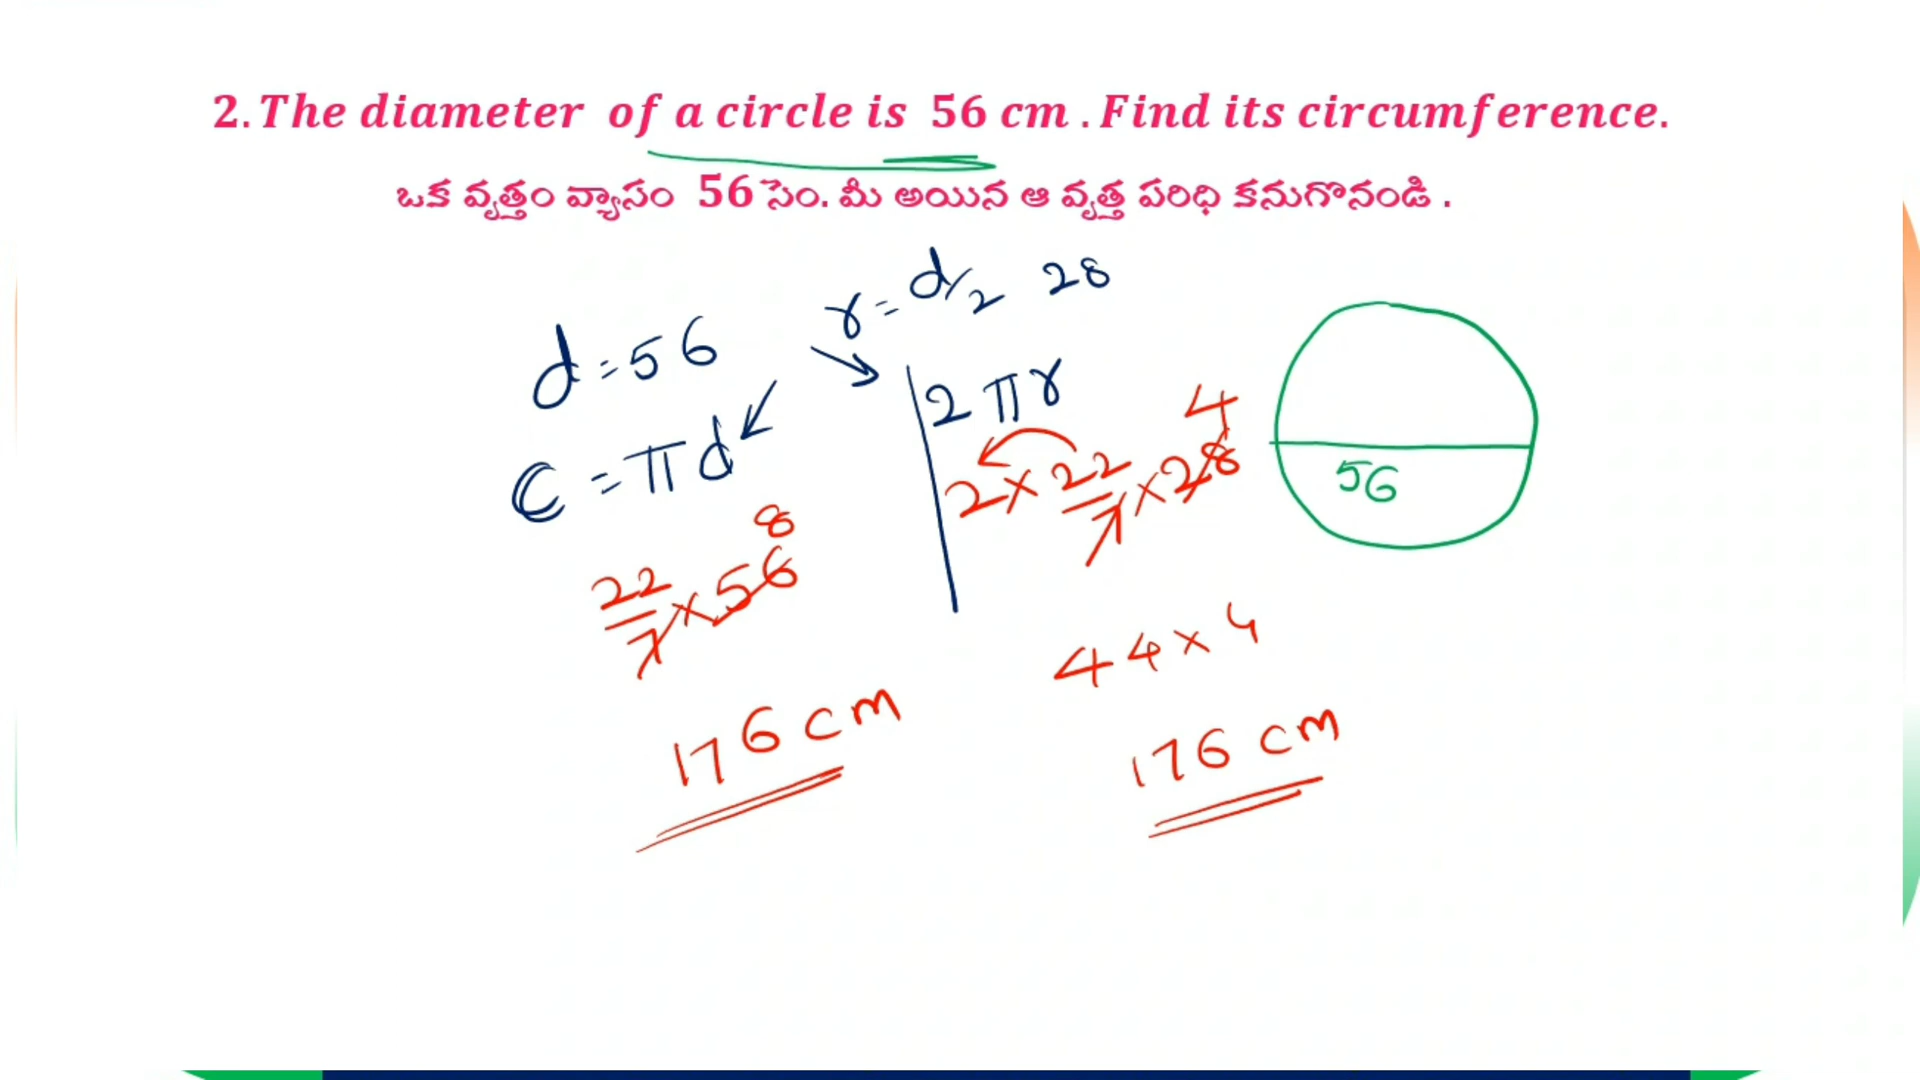 2. The diameter of a circle is 56 cm . Find its circumference.
ఒక వృత్తం వ్యాసం 56 సెం. మీ అయిన ఆ వృత్త పరిధి కనుగొనండి .
r = d/2 28
d = 56
C = πd
22/7 × 56 8
176 cm
2πr
2 × 22/7 × 28 4
44 × 4
176 cm
56